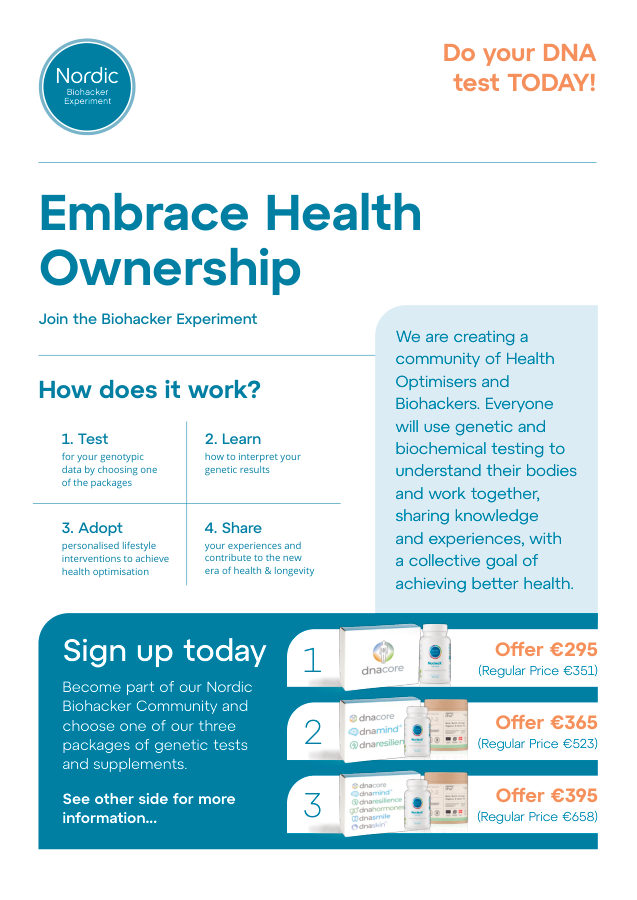 Nordic
Biohacker
Experiment
Do your DNA
test TODAY!
Embrace Health
Ownership
Join the Biohacker Experiment
We are creating a
community of Health
Optimisers and
Biohackers. Everyone
will use genetic and
biochemical testing to
understand their bodies
and work together,
sharing knowledge
and experiences, with
a collective goal of
achieving better health.
How does it work?
1. Test
for your genotypic
data by choosing one
of the packages
2. Learn
how to interpret your
genetic results
3. Adopt
personalised lifestyle
interventions to achieve
health optimisation
4. Share
your experiences and
contribute to the new
era of health & longevity
Sign up today
Become part of our Nordic
Biohacker Community and
choose one of our three
packages of genetic tests
and supplements.
See other side for more
information...
1
dnacore
Offer €295
(Regular Price €351)
2
dnacore
dnamind
dnaresilien
Offer €365
(Regular Price €523)
3
dnacore
dnamind
dnaresilience
dnahormone
dnasmile
dnaskin
Offer €395
(Regular Price €658)